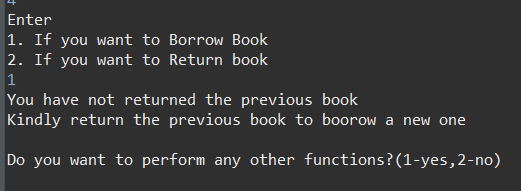 4
Enter
1. If you want to Borrow Book
2. If you want to Return book
1
You have not returned the previous book
Kindly return the previous book to boorow a new one
Do you want to perform any other functions?(1-yes,2-no)